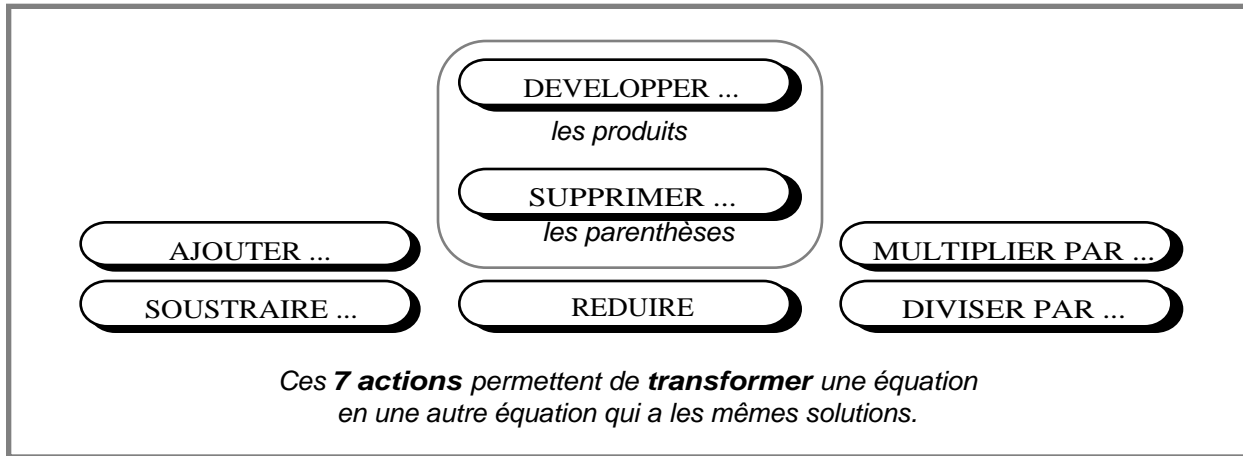 DEVELOPPER ...
les produits
SUPPRIMER ...
les parenthèses
AJOUTER ...
MULTIPLIER PAR ...
SOUSTRAIRE ...
REDUIRE
DIVISER PAR ...
Ces 7 actions permettent de transformer une équation
en une autre équation qui a les mêmes solutions.